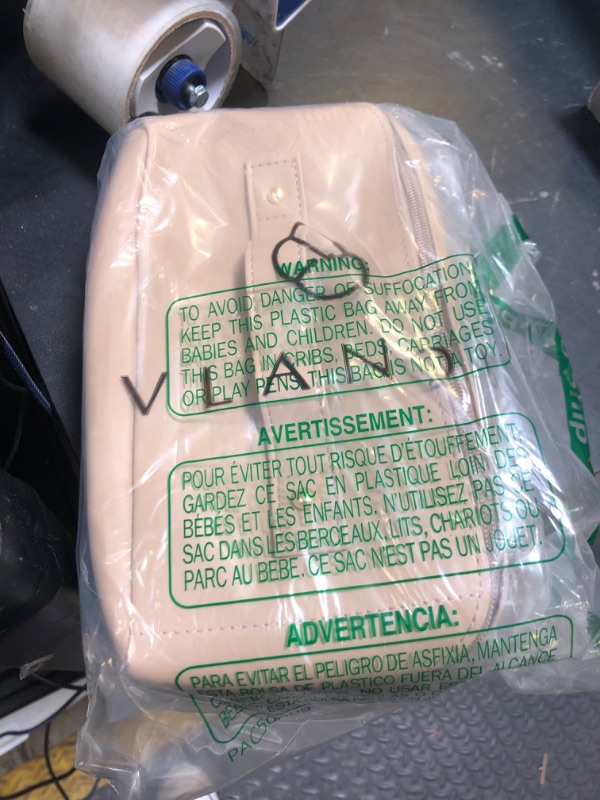 WARNING:
TO AVOID DANGER OF SUFFOCATION,
KEEP THIS PLASTIC BAG AWAY FROM
BABIES AND CHILDREN. DO NOT USE
THIS BAG IN CRIBS, BEDS, CARRIAGES
OR PLAY PENS. THIS BAG IS NOT A TOY.
VLAND
AVERTISSEMENT:
POUR ÉVITER TOUT RISQUE D'ÉTOUFFEMENT,
GARDEZ CE SAC EN PLASTIQUE LOIN DES
BÉBÉS ET LES ENFANTS. N'UTILISEZ PAS CE
SAC DANS LES BERCEAUX, LITS, CHARIOTS OU
PARC AU BEBE. CE SAC N'EST PAS UN JOUET.
ADVERTENCIA:
PARA EVITAR EL PELIGRO DE ASFIXIA, MANTENGA
ESTA BOLSA DE PLASTICO FUERA DEL ALCANCE
NO USAR